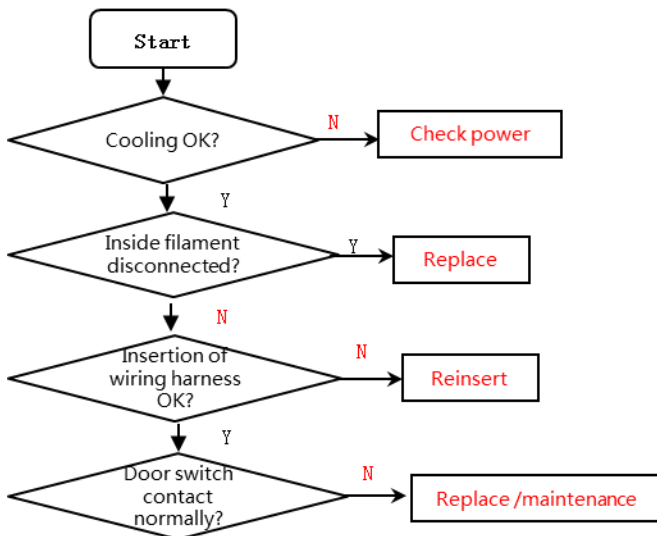 Start
Cooling OK?
N
Check power
Y
Inside filament
disconnected?
Y
Replace
N
Insertion of
wiring harness
OK?
N
Reinsert
Y
Door switch
contact
normally?
N
Replace /maintenance